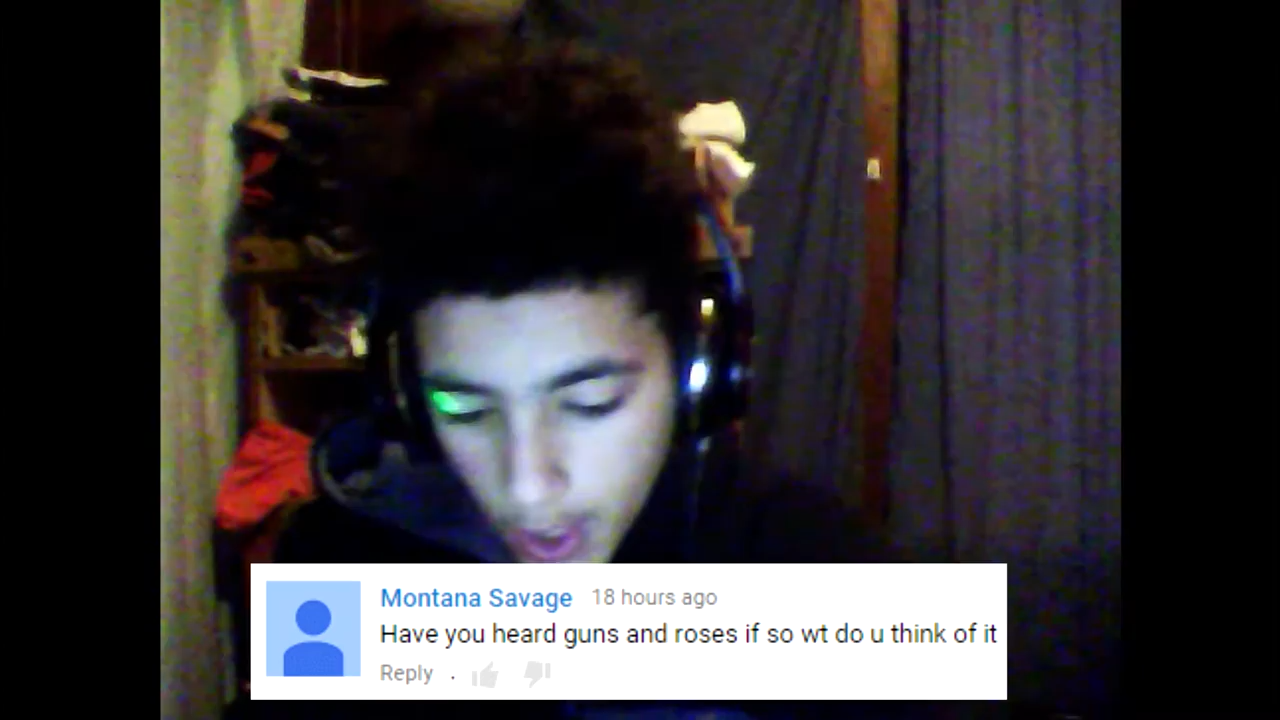 Montana Savage 18 hours ago
Have you heard guns and roses if so wt do u think of it
Reply .